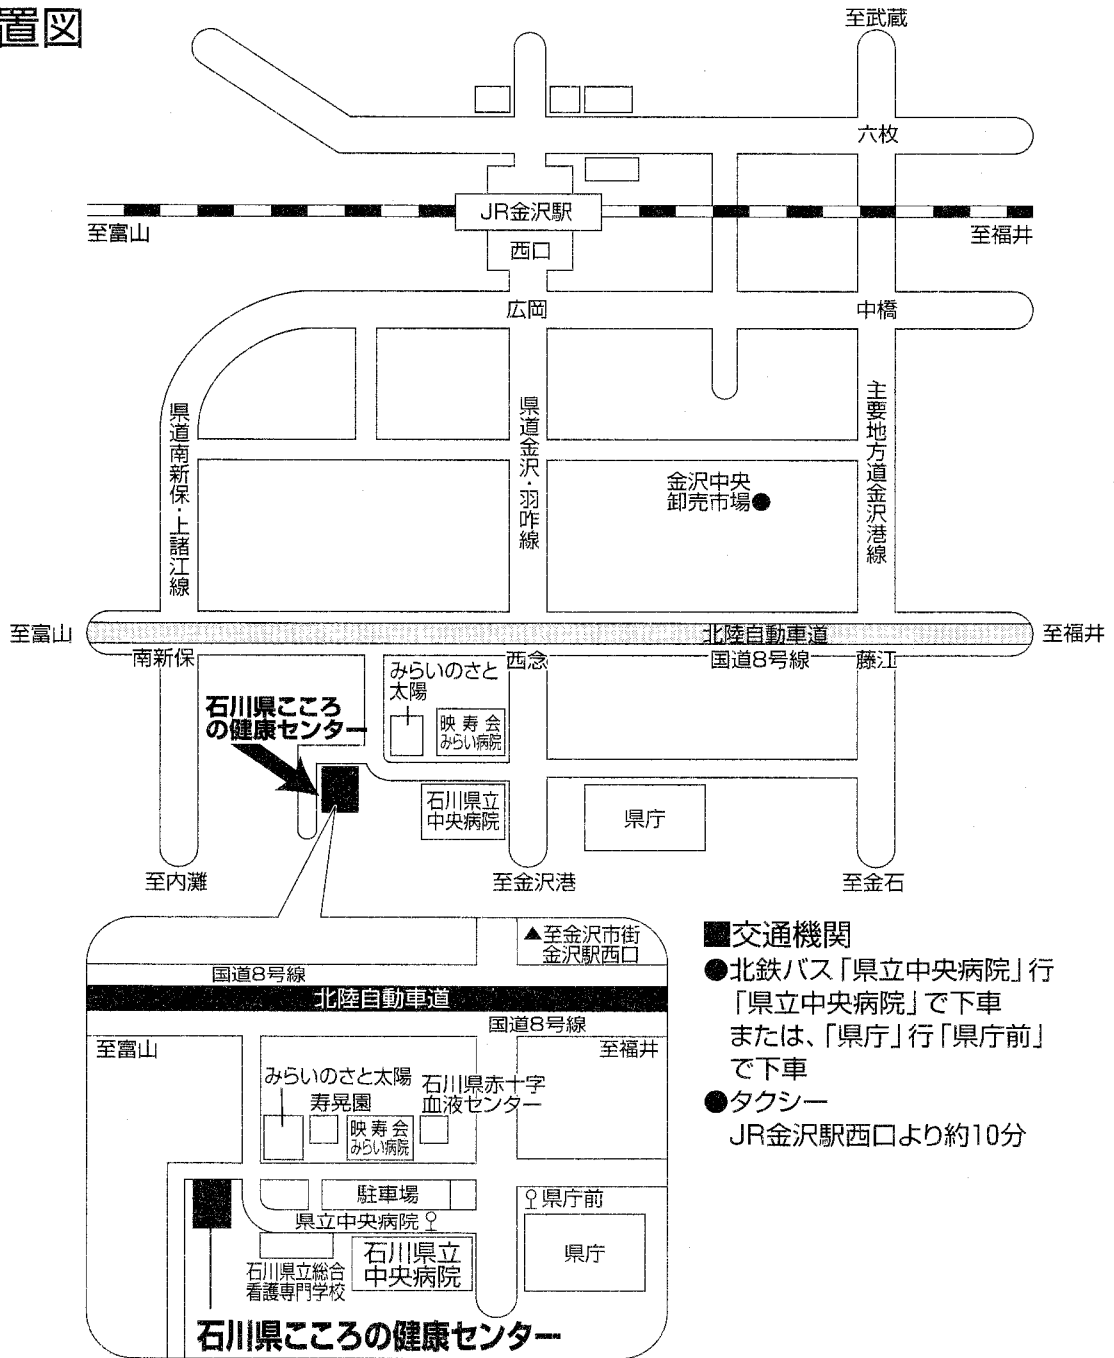 置図
至武蔵
六枚
JR金沢駅
至富山
至福井
西口
広岡
中橋
県道南新保・上諸江線
県道金沢・羽咋線
主要地方道金沢港線
金沢中央
卸売市場●
至富山
北陸自動車道
至福井
南新保
西念
国道8号線
藤江
みらいのさと
太陽
石川県こころ
の健康センター
映寿会
みらい病院
石川県立
中央病院
県庁
至内灘
至金沢港
至金石
▲至金沢市街
金沢駅西口
国道8号線
北陸自動車道
国道8号線
至富山
至福井
みらいのさと太陽
寿晃園
石川県赤十字
血液センター
映寿会
みらい病院
駐車場
県庁前
県立中央病院
石川県立
中央病院
県庁
石川県立総合
看護専門学校
石川県こころの健康センター
■交通機関
●北鉄バス「県立中央病院」行
「県立中央病院」で下車
または、「県庁」行「県庁前」
で下車
●タクシー
JR金沢駅西口より約10分